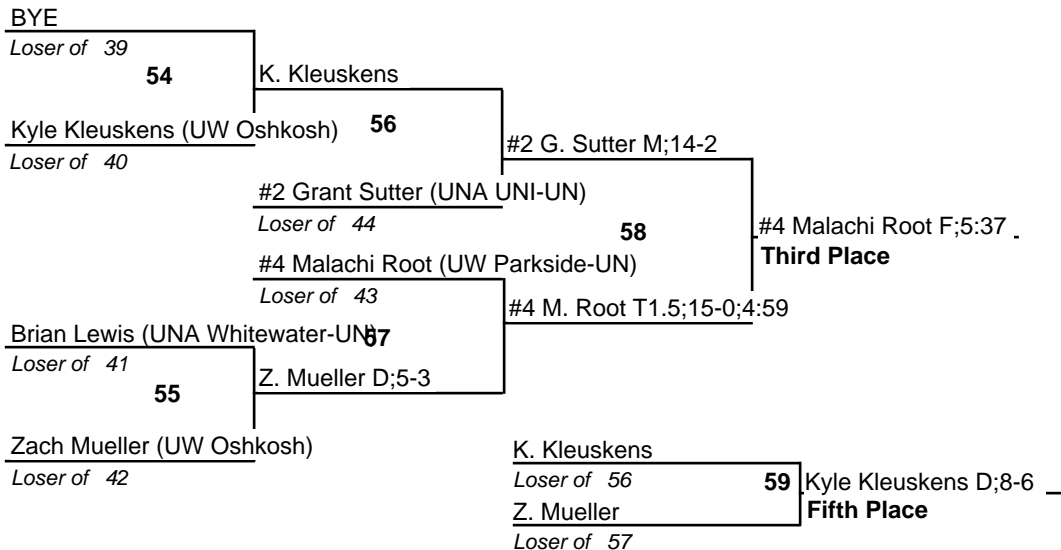 BYE
Loser of 39
54
K. Kleuskens
Kyle Kleuskens (UW Oshkosh)
56
Loser of 40
#2 G. Sutter M;14-2
#2 Grant Sutter (UNA UNI-UN)
Loser of 44
58
#4 Malachi Root F;5:37
Third Place
#4 Malachi Root (UW Parkside-UN)
Loser of 43
#4 M. Root T1.5;15-0;4:59
Brian Lewis (UNA Whitewater-UN)
57
Loser of 41
55
Z. Mueller D;5-3
Zach Mueller (UW Oshkosh)
Loser of 42
K. Kleuskens
Loser of 56
59
Kyle Kleuskens D;8-6
Fifth Place
Z. Mueller
Loser of 57